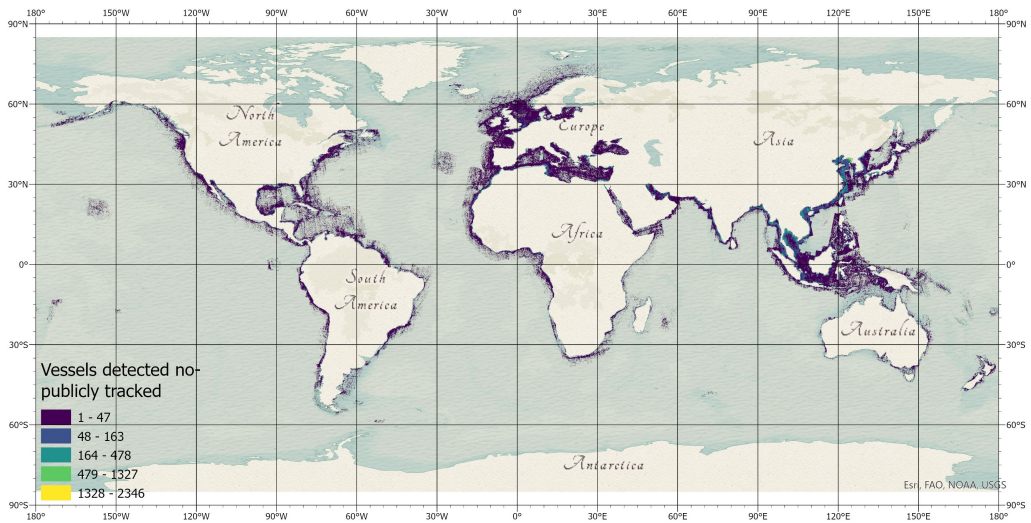 180° 150°W 120°W 90°W 60°W 30°W 0° 30°E 60°E 90°E 120°E 150°E 180°
90°N 90°N
60°N 60°N
North
America
Europe
Asia
30°N 30°N
Africa
0° 0°
South
America
Australia
30°S 30°S
Vessels detected no-
publicly tracked
1 - 47
48 - 163
60°S 60°S
164 - 478
Antarctica
479 - 1327
Esri, FAO, NOAA, USGS
1328 - 2346
90°S 90°S
180° 150°W 120°W 90°W 60°W 30°W 0° 30°E 60°E 90°E 120°E 150°E 180°